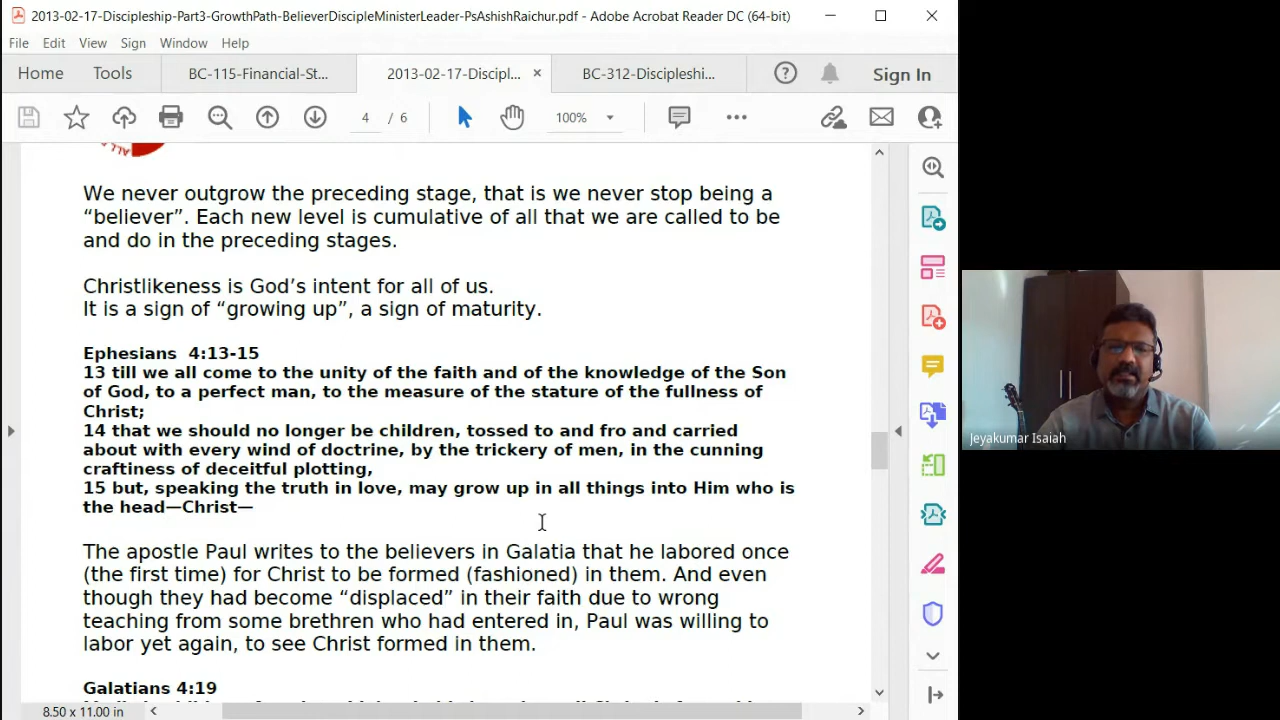 2013-02-17-Discipleship-Part3-GrowthPath-BelieverDiscipleMinisterLeader-PsAshishRaichur.pdf - Adobe Acrobat Reader DC (64-bit)
File Edit View Sign Window Help
Home Tools BC-115-Financial-St... 2013-02-17-Discipl... BC-312-Discipleshi... Sign In
4 / 6 100%
We never outgrow the preceding stage, that is we never stop being a
“believer”. Each new level is cumulative of all that we are called to be
and do in the preceding stages.
Christlikeness is God’s intent for all of us.
It is a sign of “growing up”, a sign of maturity.
Ephesians 4:13-15
13 till we all come to the unity of the faith and of the knowledge of the Son
of God, to a perfect man, to the measure of the stature of the fullness of
Christ;
14 that we should no longer be children, tossed to and fro and carried
about with every wind of doctrine, by the trickery of men, in the cunning
craftiness of deceitful plotting,
15 but, speaking the truth in love, may grow up in all things into Him who is
the head—Christ—
The apostle Paul writes to the believers in Galatia that he labored once
(the first time) for Christ to be formed (fashioned) in them. And even
though they had become “displaced” in their faith due to wrong
teaching from some brethren who had entered in, Paul was willing to
labor yet again, to see Christ formed in them.
Galatians 4:19
8.50 x 11.00 in
Jeyakumar Isaiah